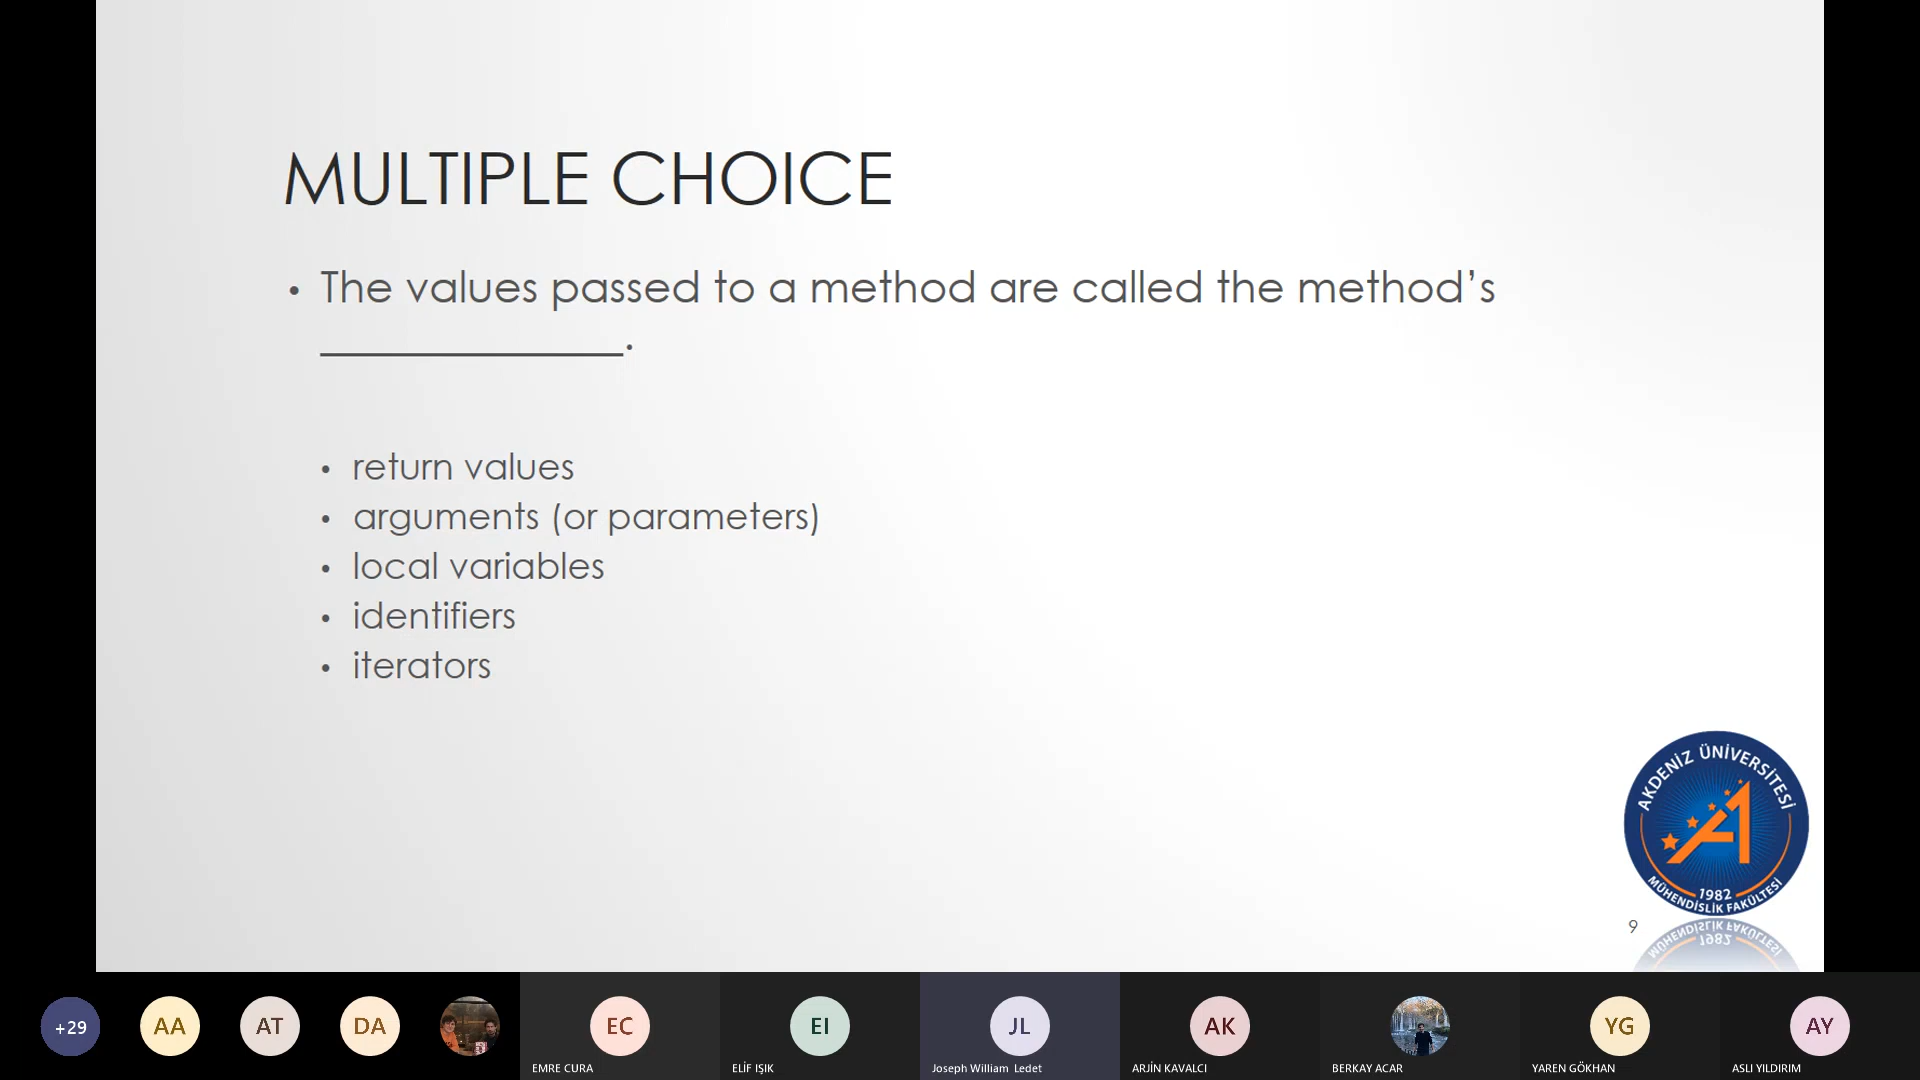 MULTIPLE CHOICE
• The values passed to a method are called the method’s
______________.
• return values
• arguments (or parameters)
• local variables
• identifiers
• iterators
AKDENİZ ÜNİVERSİTESİ
1982
MÜHENDİSLİK FAKÜLTESİ
9
+29
AA
AT
DA
EC
EI
JL
AK
YG
AY
EMRE CURA
ELİF IŞIK
Joseph William Ledet
ARJİN KAVALCI
BERKAY ACAR
YAREN GÖKHAN
ASLI YILDIRIM